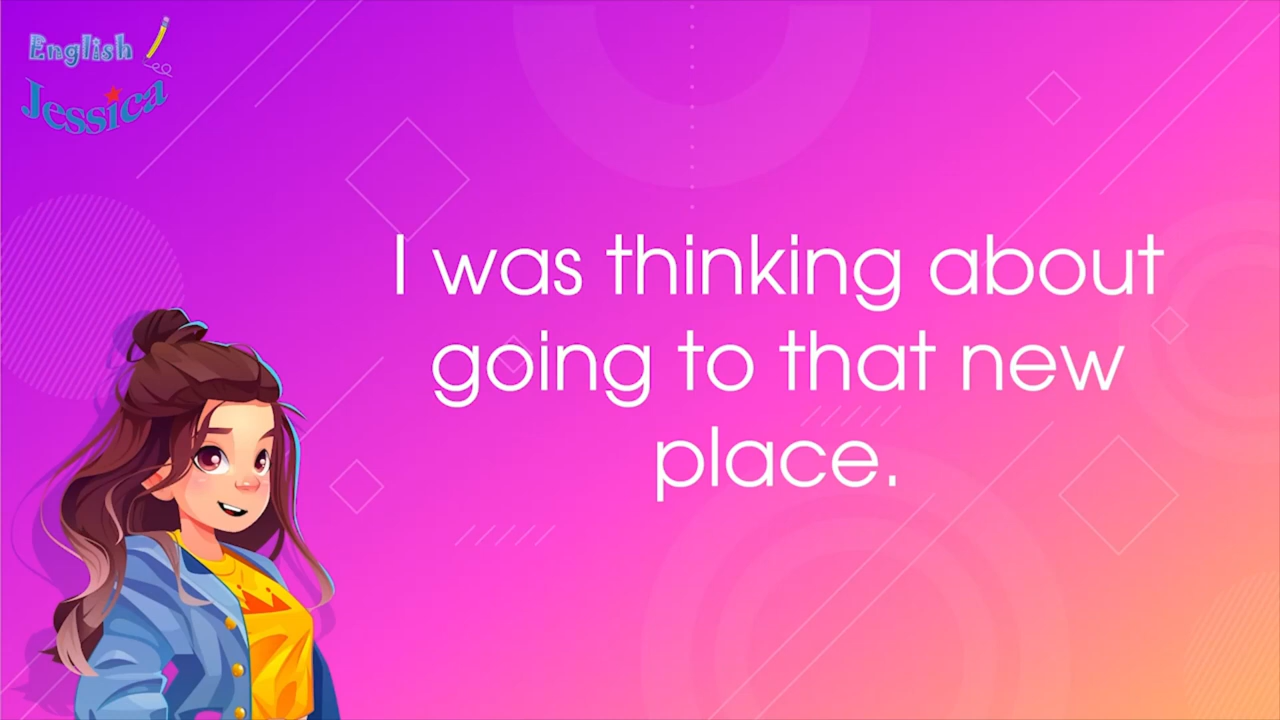 English
Jessica
I was thinking about
going to that new
place.